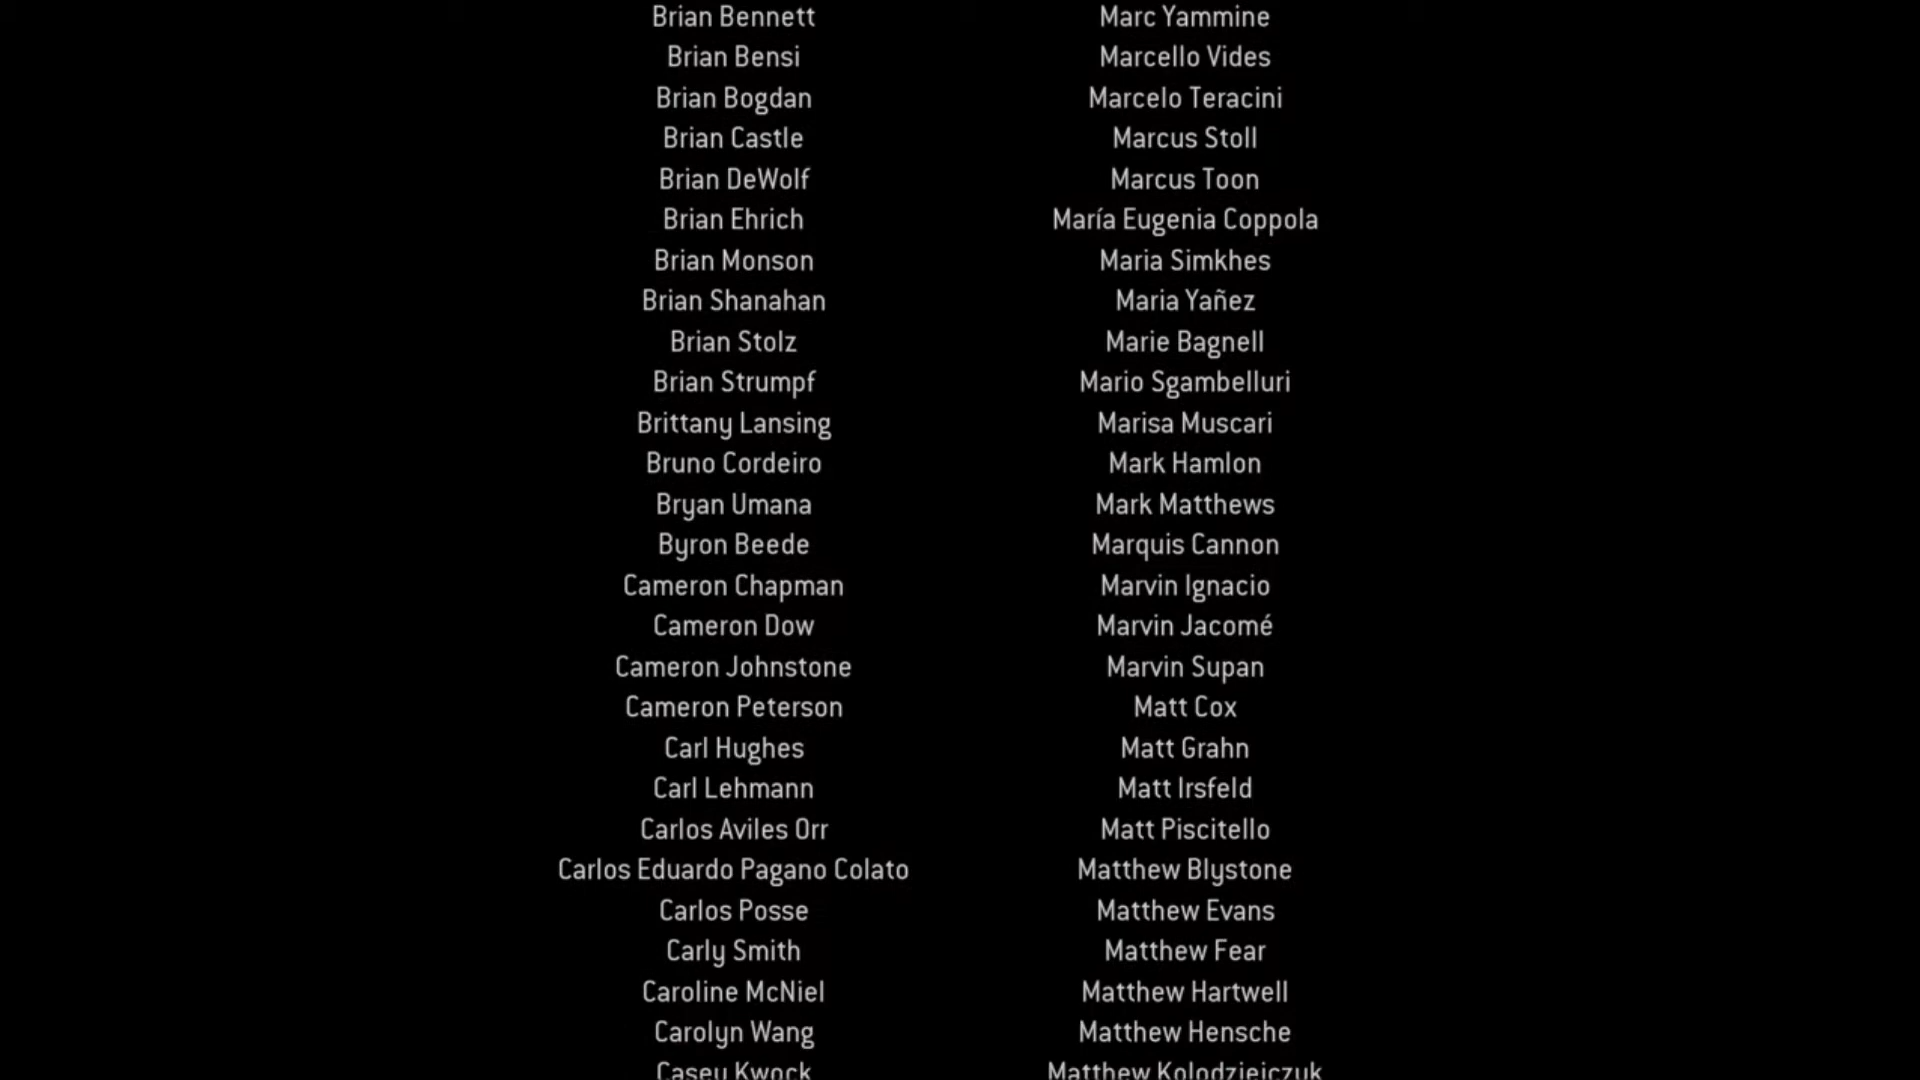 Brian Bennett
Brian Bensi
Brian Bogdan
Brian Castle
Brian DeWolf
Brian Ehrich
Brian Monson
Brian Shanahan
Brian Stolz
Brian Strumpf
Brittany Lansing
Bruno Cordeiro
Bryan Umana
Byron Beede
Cameron Chapman
Cameron Dow
Cameron Johnstone
Cameron Peterson
Carl Hughes
Carl Lehmann
Carlos Aviles Orr
Carlos Eduardo Pagano Colato
Carlos Posse
Carly Smith
Caroline McNiel
Carolyn Wang
Casey Kwock
Marc Yammine
Marcello Vides
Marcelo Teracini
Marcus Stoll
Marcus Toon
María Eugenia Coppola
Maria Simkhes
Maria Yañez
Marie Bagnell
Mario Sgambelluri
Marisa Muscari
Mark Hamlon
Mark Matthews
Marquis Cannon
Marvin Ignacio
Marvin Jacomé
Marvin Supan
Matt Cox
Matt Grahn
Matt Irsfeld
Matt Piscitello
Matthew Blystone
Matthew Evans
Matthew Fear
Matthew Hartwell
Matthew Hensche
Matthew Kolodziejczuk